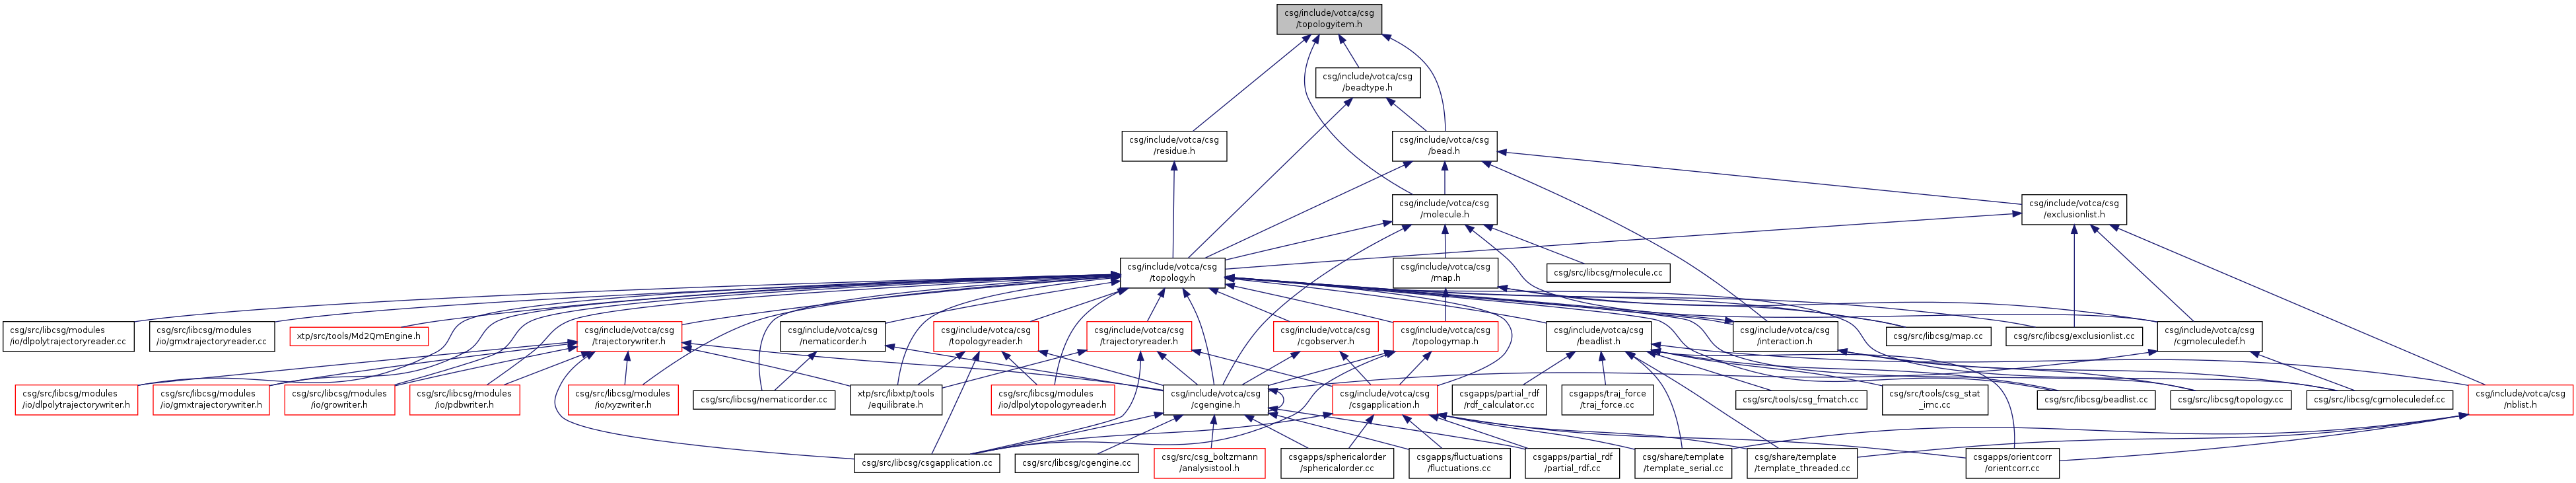 csg/include/votca/csg
/topologyitem.h
csg/include/votca/csg
/beadtype.h
csg/include/votca/csg
/residue.h
csg/include/votca/csg
/bead.h
csg/include/votca/csg
/molecule.h
csg/include/votca/csg
/exclusionlist.h
csg/include/votca/csg
/topology.h
csg/include/votca/csg
/map.h
csg/src/libcsg/molecule.cc
csg/src/libcsg/modules
/io/dlpolytrajectoryreader.cc
csg/src/libcsg/modules
/io/gmxtrajectoryreader.cc
xtp/src/tools/Md2QmEngine.h
csg/include/votca/csg
/trajectorywriter.h
csg/include/votca/csg
/nematicorder.h
csg/include/votca/csg
/topologyreader.h
csg/include/votca/csg
/trajectoryreader.h
csg/include/votca/csg
/cgobserver.h
csg/include/votca/csg
/topologymap.h
csg/include/votca/csg
/beadlist.h
csg/include/votca/csg
/interaction.h
csg/src/libcsg/map.cc
csg/src/libcsg/exclusionlist.cc
csg/include/votca/csg
/cgmoleculedef.h
csg/src/libcsg/modules
/io/dlpolytrajectorywriter.h
csg/src/libcsg/modules
/io/gmxtrajectorywriter.h
csg/src/libcsg/modules
/io/growriter.h
csg/src/libcsg/modules
/io/pdbwriter.h
csg/src/libcsg/modules
/io/xyzwriter.h
csg/src/libcsg/nematicorder.cc
xtp/src/libxtp/tools
/equilibrate.h
csg/src/libcsg/modules
/io/dlpolytopologyreader.h
csg/include/votca/csg
/cgengine.h
csg/include/votca/csg
/csgapplication.h
csgapps/partial_rdf
/rdf_calculator.cc
csgapps/traj_force
/traj_force.cc
csg/src/tools/csg_fmatch.cc
csg/src/tools/csg_stat
_imc.cc
csg/src/libcsg/beadlist.cc
csg/src/libcsg/topology.cc
csg/src/libcsg/cgmoleculedef.cc
csg/include/votca/csg
/nblist.h
csg/src/libcsg/csgapplication.cc
csg/src/libcsg/cgengine.cc
csg/src/csg_boltzmann
/analysistool.h
csgapps/sphericalorder
/sphericalorder.cc
csgapps/fluctuations
/fluctuations.cc
csgapps/partial_rdf
/partial_rdf.cc
csg/share/template
/template_serial.cc
csg/share/template
/template_threaded.cc
csgapps/orientcorr
/orientcorr.cc